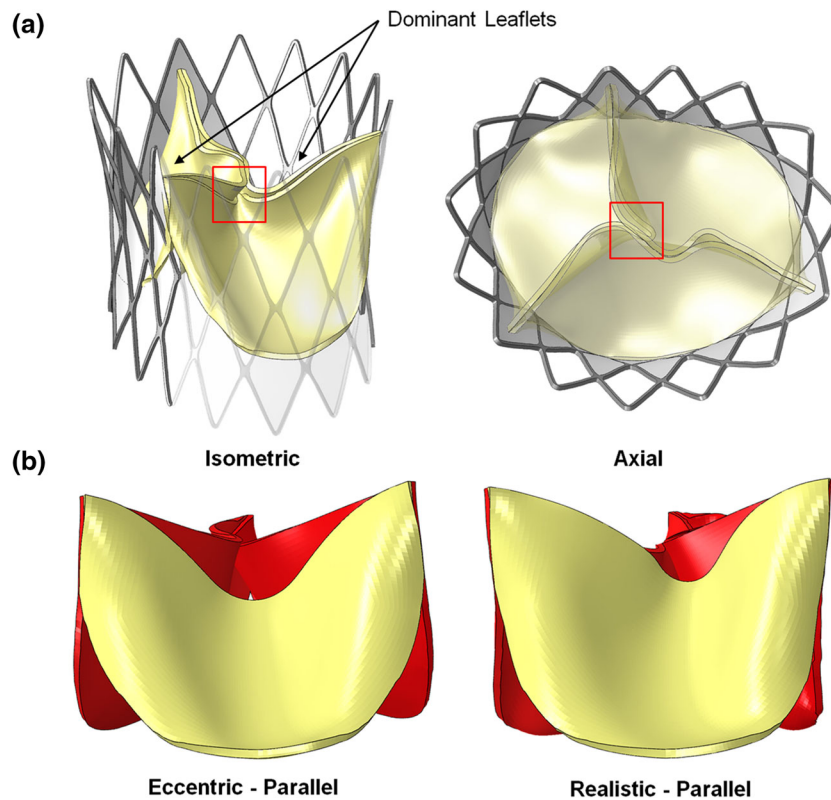 (a)
Dominant Leaflets
Isometric
Axial
(b)
Eccentric - Parallel
Realistic - Parallel